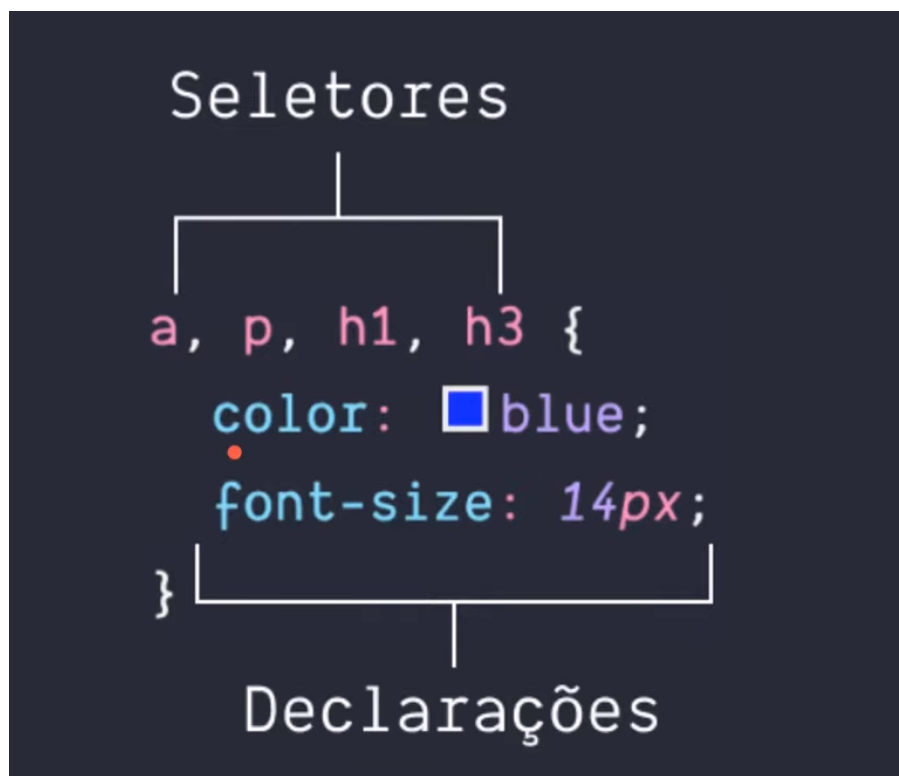 Seletores
a, p, h1, h3 {
color: blue;
font-size: 14px;
}
Declarações